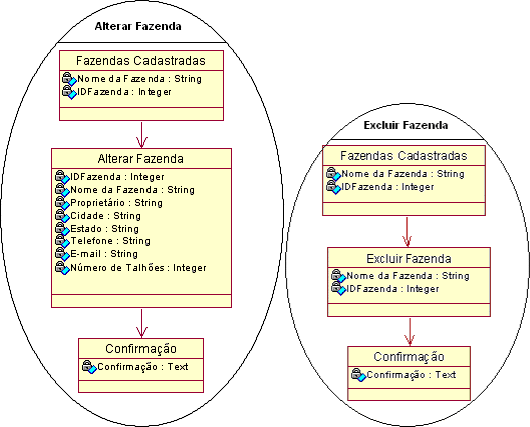 Alterar Fazenda
Fazendas Cadastradas
Nome da Fazenda : String
IDFazenda : Integer
Alterar Fazenda
IDFazenda : Integer
Nome da Fazenda : String
Proprietário : String
Cidade : String
Estado : String
Telefone : String
E-mail : String
Número de Talhões : Integer
Confirmação
Confirmação : Text
Excluir Fazenda
Fazendas Cadastradas
Nome da Fazenda : String
IDFazenda : Integer
Excluir Fazenda
Nome da Fazenda : String
IDFazenda : Integer
Confirmação
Confirmação : Text